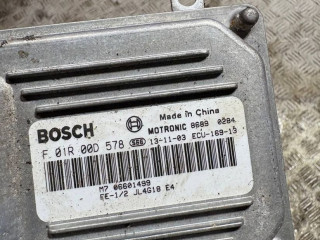 Made in China
BOSCH
MOTRONIC 8689 0284
F 01R 00D 578 13-11-03 ECU-169-13
M7 06601499
EE-1/2 JL4G18 E4